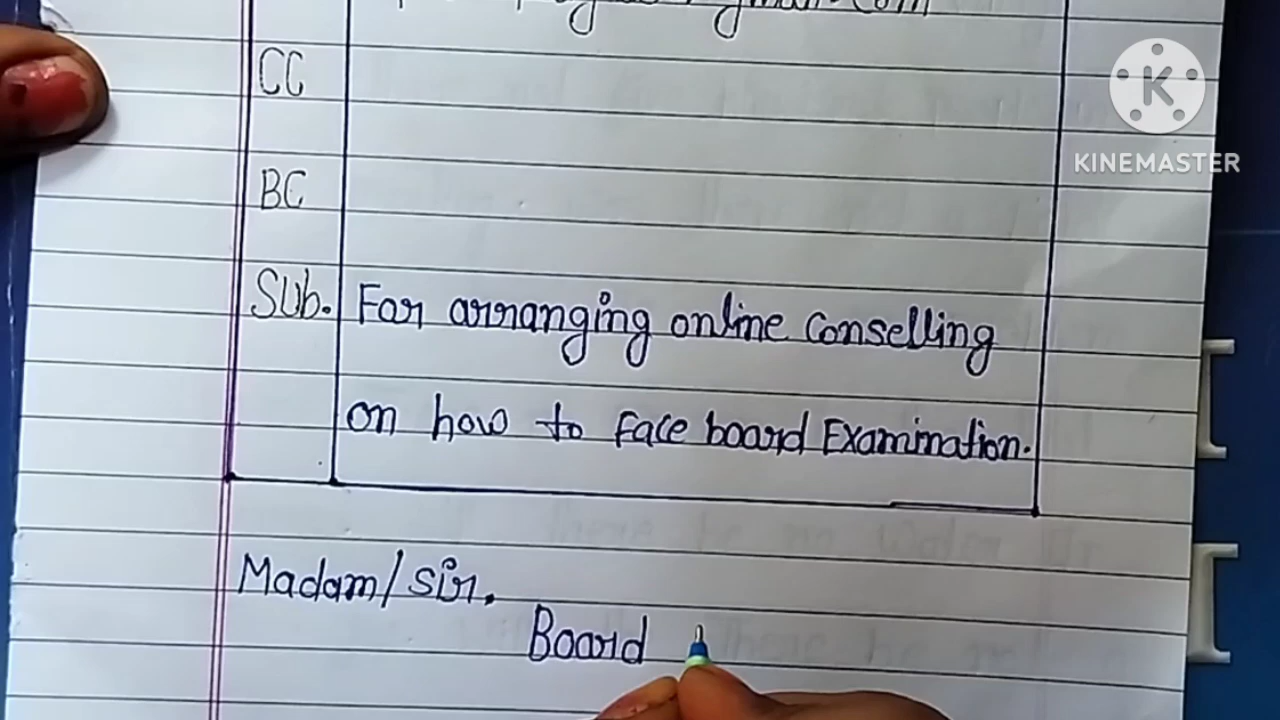 CC
BC
Sub. For arranging online Conselling
on how to Face board Examination.
Madam/Sir.
Board
K
KINEMASTER